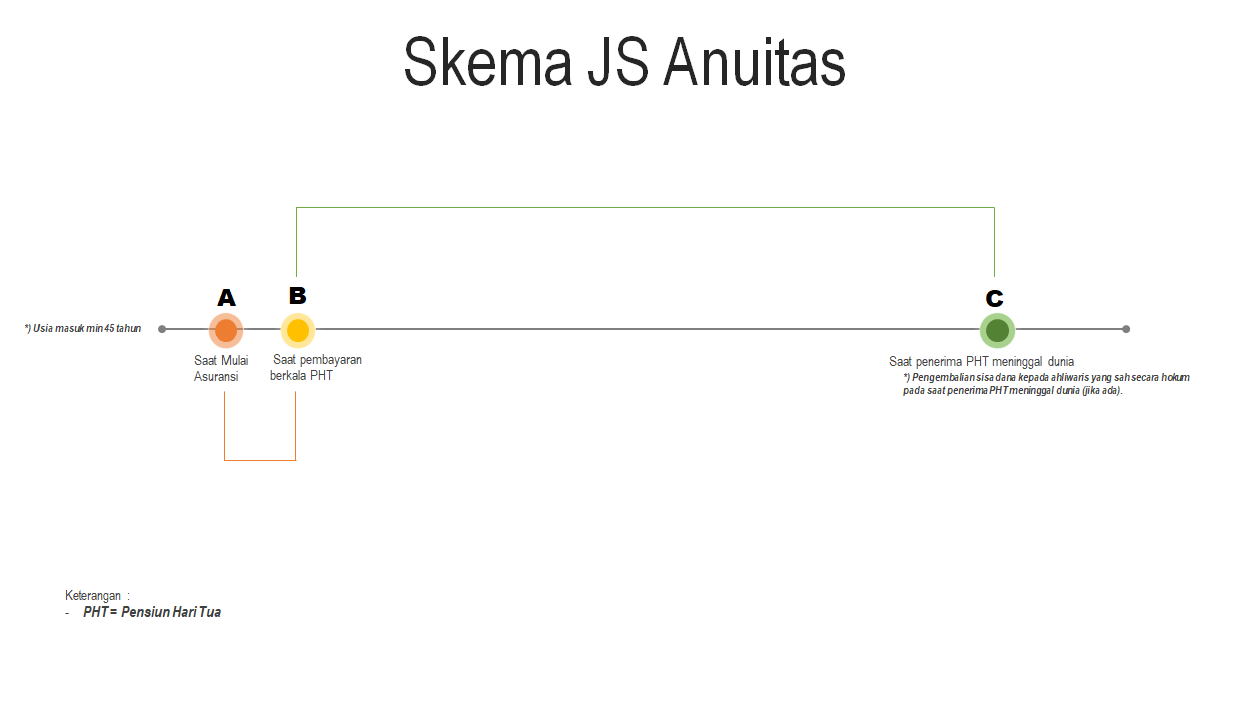 Skema JS Anuitas
A
B
C
*) Usia masuk min 45 tahun
Saat Mulai
Asuransi
Saat pembayaran
berkala PHT
Saat penerima PHT meninggal dunia
*) Pengembalian sisa dana kepada ahliwaris yang sah secara hokum
pada saat penerima PHT meninggal dunia (jika ada).
Keterangan :
- PHT = Pensiun Hari Tua